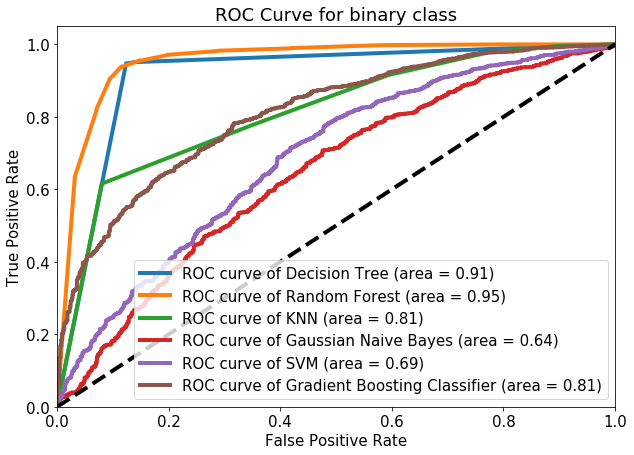 ROC Curve for binary class
True Positive Rate
1.0
0.8
0.6
0.4
0.2
0.0
ROC curve of Decision Tree (area = 0.91)
ROC curve of Random Forest (area = 0.95)
ROC curve of KNN (area = 0.81)
ROC curve of Gaussian Naive Bayes (area = 0.64)
ROC curve of SVM (area = 0.69)
ROC curve of Gradient Boosting Classifier (area = 0.81)
0.0 0.2 0.4 0.6 0.8 1.0
False Positive Rate